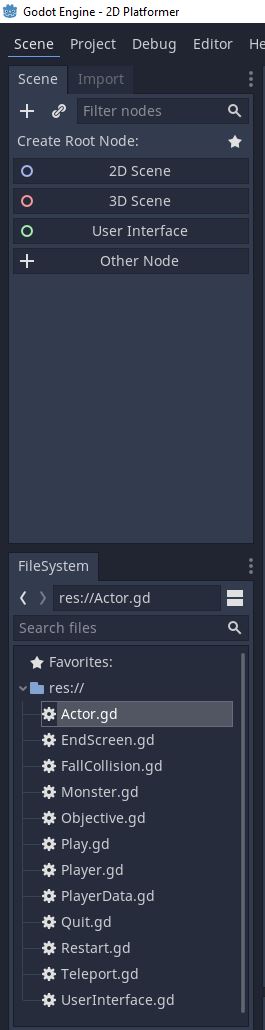 Godot Engine - 2D Platformer
Scene Project Debug Editor He
Scene Import
Filter nodes
Create Root Node:
2D Scene
3D Scene
User Interface
Other Node
FileSystem
res://Actor.gd
Search files
Favorites:
res://
Actor.gd
EndScreen.gd
FallCollision.gd
Monster.gd
Objective.gd
Play.gd
Player.gd
PlayerData.gd
Quit.gd
Restart.gd
Teleport.gd
UserInterface.gd